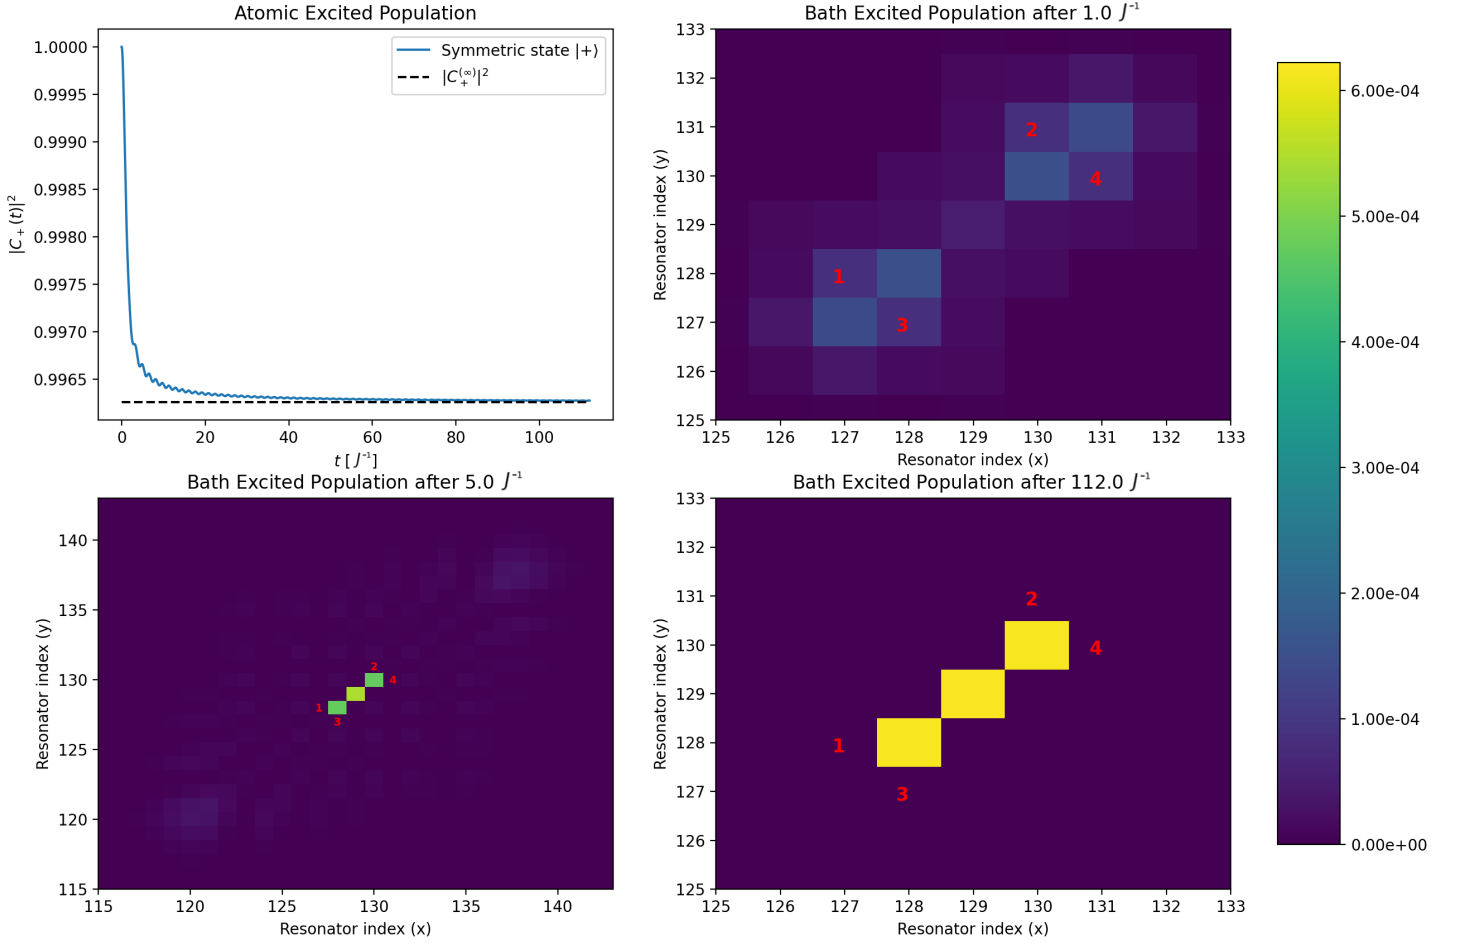 Atomic Excited Population
|C₊(t)|²
1.0000
0.9995
0.9990
0.9985
0.9980
0.9975
0.9970
0.9965
Symmetric state |+⟩
|C₊^(∞)|²
0 20 40 60 80 100
t [ J⁻¹]
Bath Excited Population after 1.0 J⁻¹
Resonator index (y)
133
132
131
130
129
128
127
126
125
2
4
1
3
125 126 127 128 129 130 131 132 133
Resonator index (x)
Bath Excited Population after 5.0 J⁻¹
Resonator index (y)
140
135
130
125
120
115
2
4
1
3
115 120 125 130 135 140
Resonator index (x)
Bath Excited Population after 112.0 J⁻¹
Resonator index (y)
133
132
131
130
129
128
127
126
125
2
4
1
3
125 126 127 128 129 130 131 132 133
Resonator index (x)
6.00e-04
5.00e-04
4.00e-04
3.00e-04
2.00e-04
1.00e-04
0.00e+00